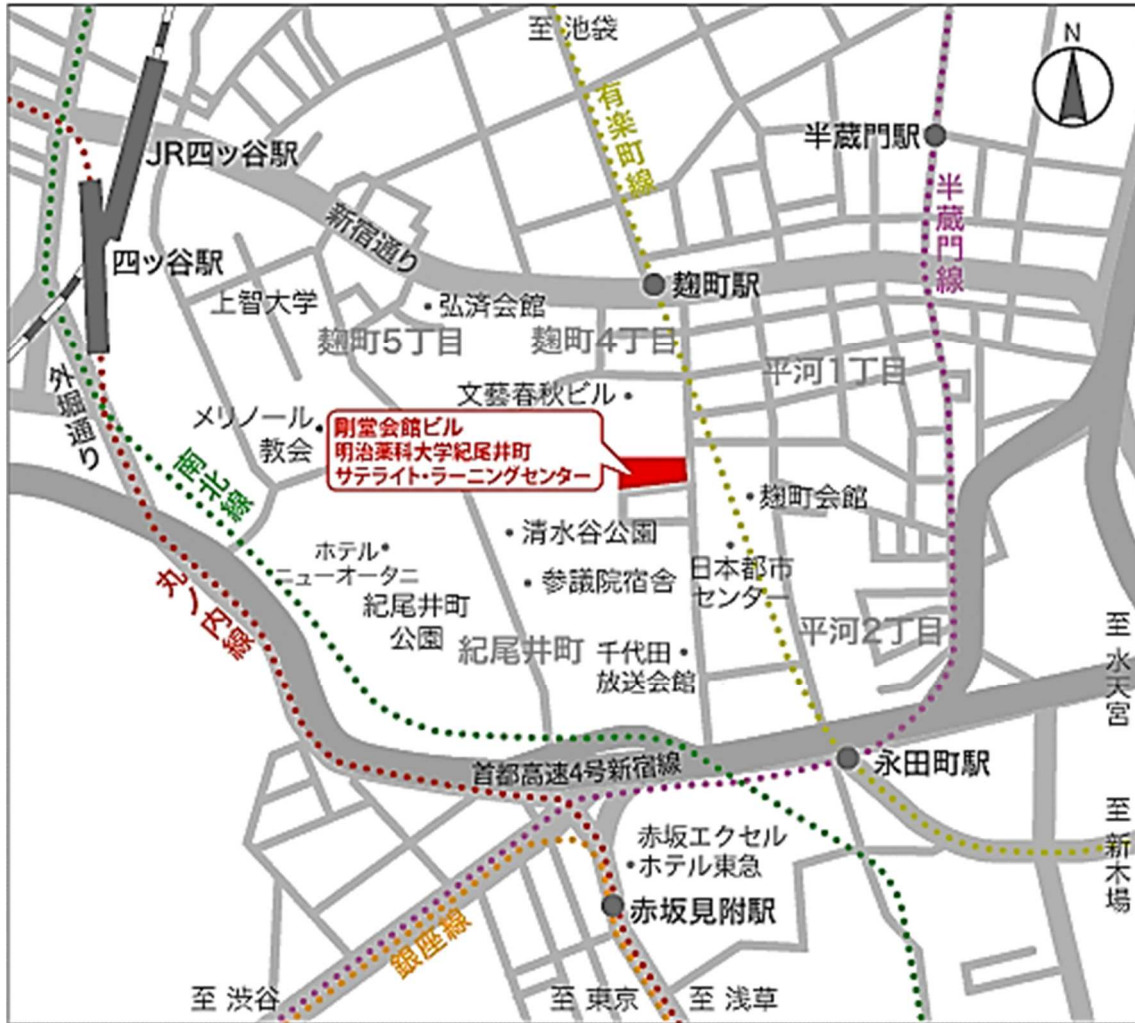 至 池袋
N
有楽町線
半蔵門駅
JR四ツ谷駅
半蔵門線
新宿通り
四ツ谷駅
麹町駅
上智大学
弘済会館
麹町5丁目
麹町4丁目
平河1丁目
外堀通り
文藝春秋ビル
メリノール
教会
剛堂会館ビル
明治薬科大学紀尾井町
サテライト・ラーニングセンター
南北線
麹町会館
清水谷公園
ホテル
ニューオータニ
参議院宿舎
日本都市
センター
丸ノ内線
紀尾井町
公園
紀尾井町
平河2丁目
千代田
放送会館
至 水天宮
首都高速4号新宿線
永田町駅
赤坂エクセル
ホテル東急
至 新木場
赤坂見附駅
銀座線
至 渋谷
至 東京
至 浅草